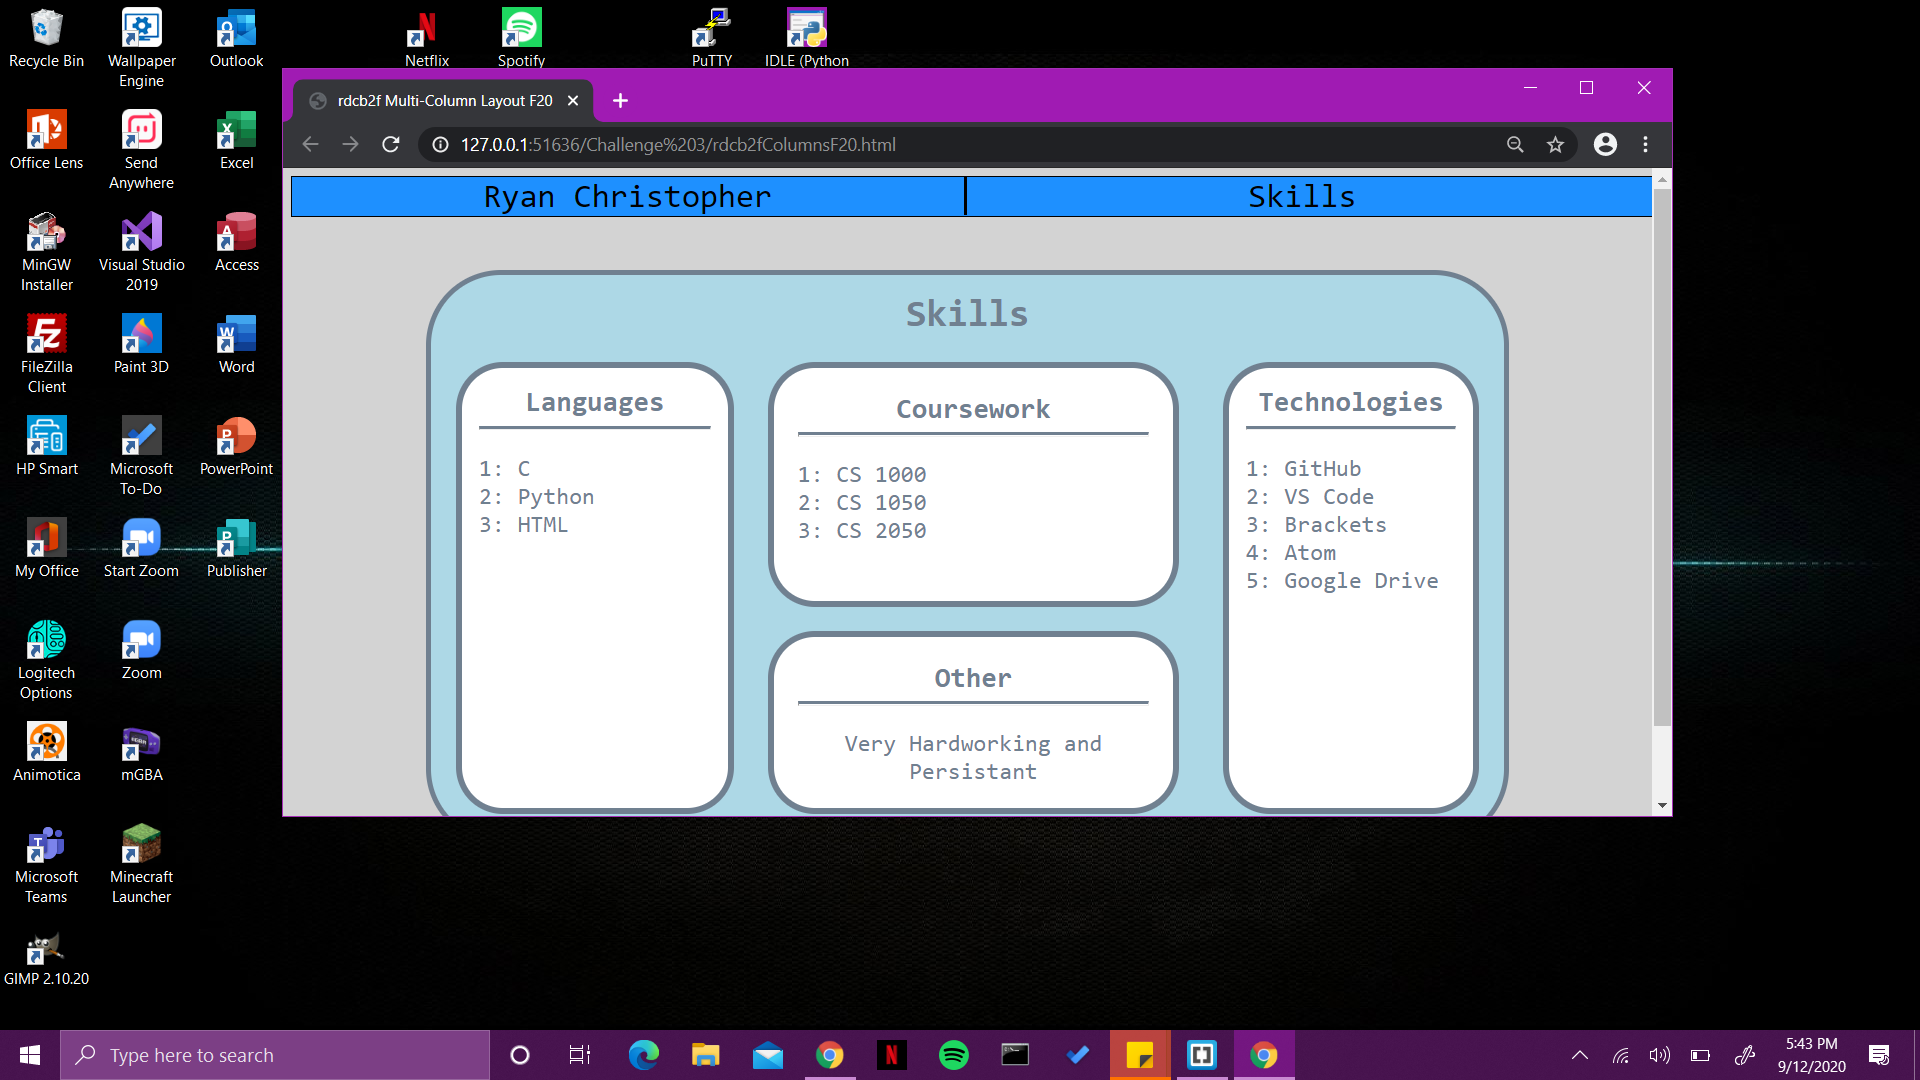 Recycle Bin
Wallpaper
Engine
Outlook
Netflix
Spotify
PuTTY
IDLE (Python
Office Lens
Send
Anywhere
Excel
MinGW
Installer
Visual Studio
2019
Access
FileZilla
Client
Paint 3D
Word
HP Smart
Microsoft
To-Do
PowerPoint
My Office
Start Zoom
Publisher
Logitech
Options
Zoom
Animotica
mGBA
Microsoft
Teams
Minecraft
Launcher
GIMP 2.10.20
rdcb2f Multi-Column Layout F20
127.0.0.1:51636/Challenge%203/rdcb2fColumnsF20.html
Ryan Christopher
Skills
Skills
Languages
1: C
2: Python
3: HTML
Coursework
1: CS 1000
2: CS 1050
3: CS 2050
Other
Very Hardworking and
Persistant
Technologies
1: GitHub
2: VS Code
3: Brackets
4: Atom
5: Google Drive
Type here to search
5:43 PM
9/12/2020